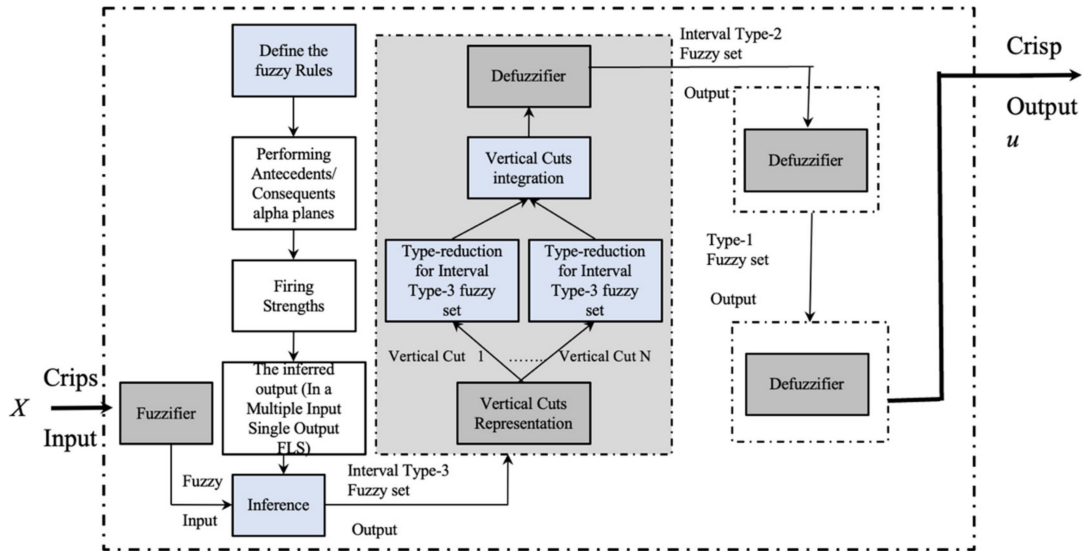 Define the
fuzzy Rules
Performing
Antecedents/
Consequents
alpha planes
Firing
Strengths
The inferred
output (In a
Multiple Input
Single Output
FLS)
X
Crips
Input
Fuzzifier
Fuzzy
Input
Inference
Interval Type-3
Fuzzy set
Output
Vertical Cuts
Representation
Vertical Cut 1 ........ Vertical Cut N
Type-reduction
for Interval
Type-3 fuzzy
set
Type-reduction
for Interval
Type-3 fuzzy
set
Vertical Cuts
integration
Defuzzifier
Interval Type-2
Fuzzy set
Output
Defuzzifier
Type-1
Fuzzy set
Output
Defuzzifier
Crisp
Output
u